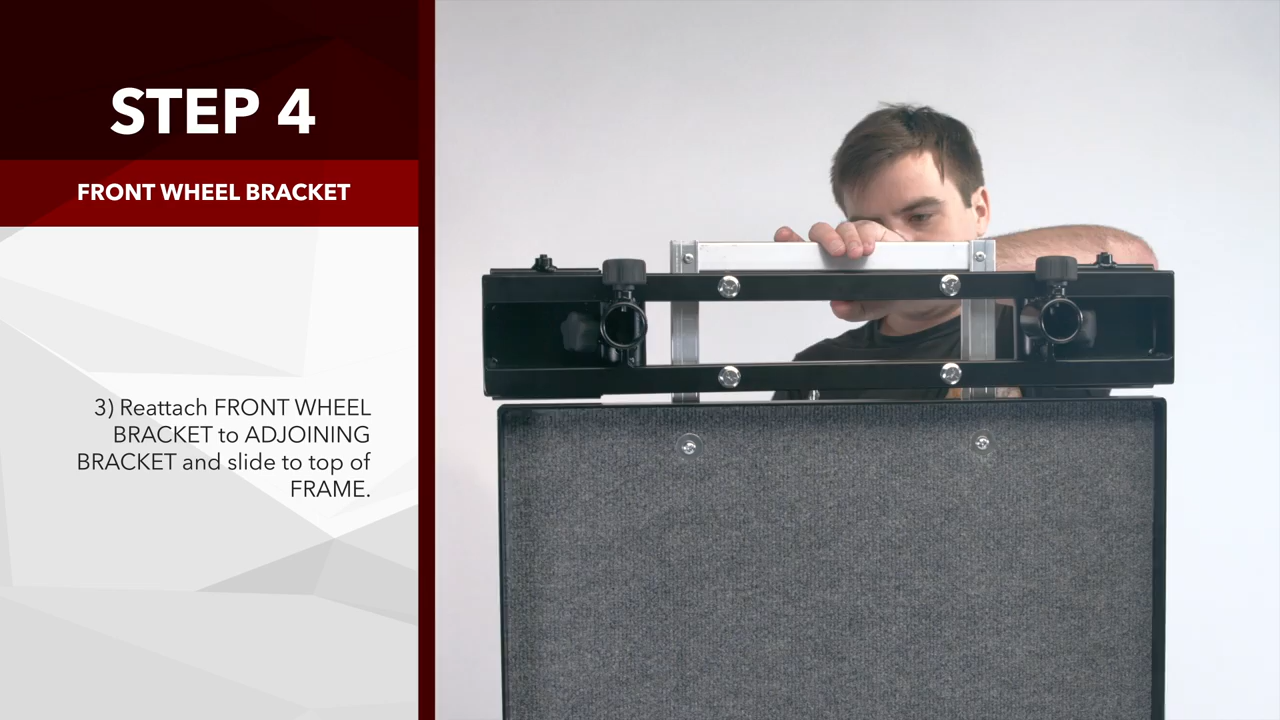 STEP 4
FRONT WHEEL BRACKET
3) Reattach FRONT WHEEL
BRACKET to ADJOINING
BRACKET and slide to top of
FRAME.